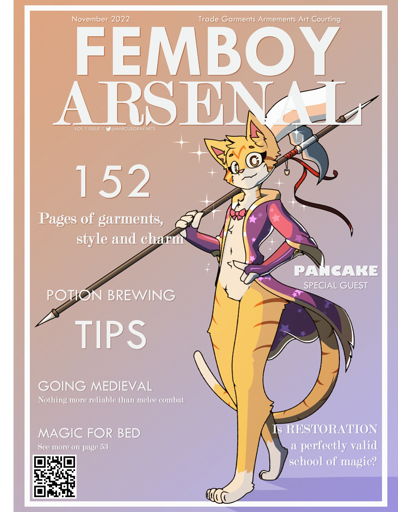 November 2022
Trade Garments Armements Art Courting
FEMBOY
ARSENAL
152
Pages of garments,
style and charm
PANCAKE
SPECIAL GUEST
POTION BREWING
TIPS
GOING MEDIEVAL
Nothing more reliable than melee combat
MAGIC FOR BED
See more on page 53
Is RESTORATION
a perfectly valid
school of magic?